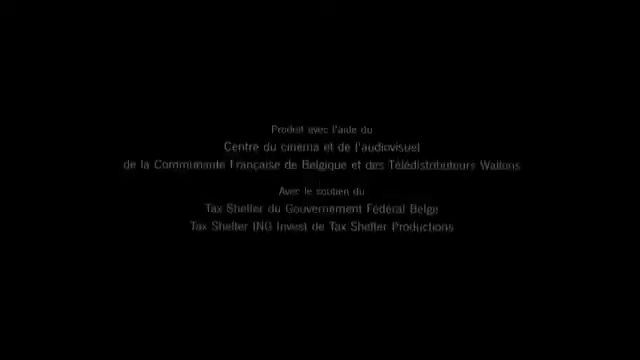 Produit avec l'aide du
Centre du cinéma et de l'audiovisuel
de la Communauté Française de Belgique et des Télédistributeurs Wallons
Avec le soutien du
Tax Shelter du Gouvernement Fédéral Belge
Tax Shelter ING Invest de Tax Shelter Productions